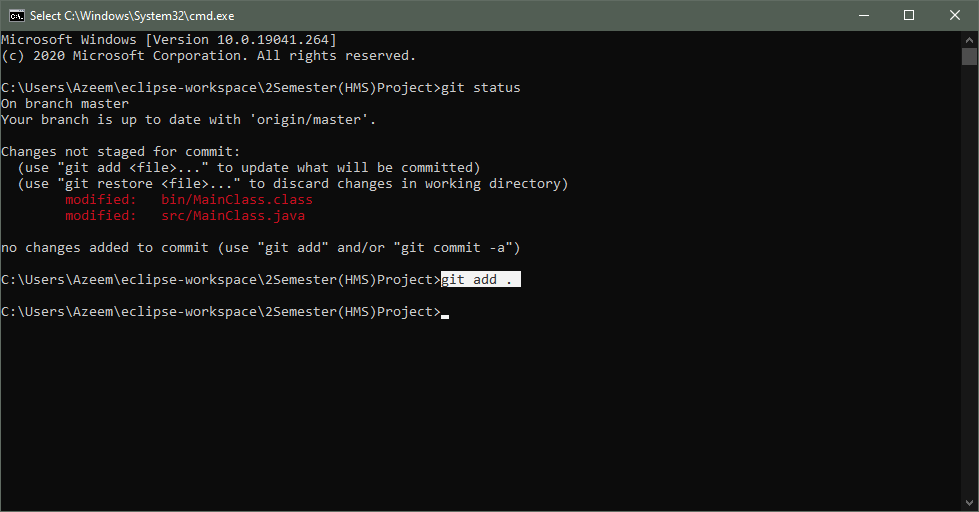 Select C:\Windows\System32\cmd.exe
Microsoft Windows [Version 10.0.19041.264]
(c) 2020 Microsoft Corporation. All rights reserved.
C:\Users\Azeem\eclipse-workspace\2Semester(HMS)Project>git status
On branch master
Your branch is up to date with 'origin/master'.
Changes not staged for commit:
  (use "git add <file>..." to update what will be committed)
  (use "git restore <file>..." to discard changes in working directory)
        modified:   bin/MainClass.class
        modified:   src/MainClass.java
no changes added to commit (use "git add" and/or "git commit -a")
C:\Users\Azeem\eclipse-workspace\2Semester(HMS)Project>git add .
C:\Users\Azeem\eclipse-workspace\2Semester(HMS)Project>